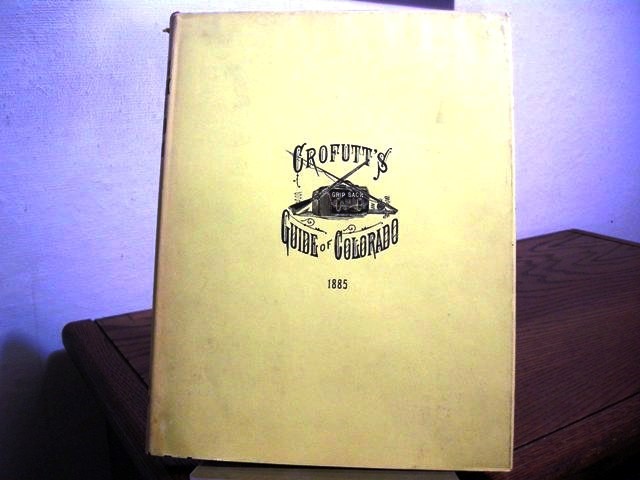 CROFUTT'S
GRIP SACK
GUIDE OF COLORADO
1885